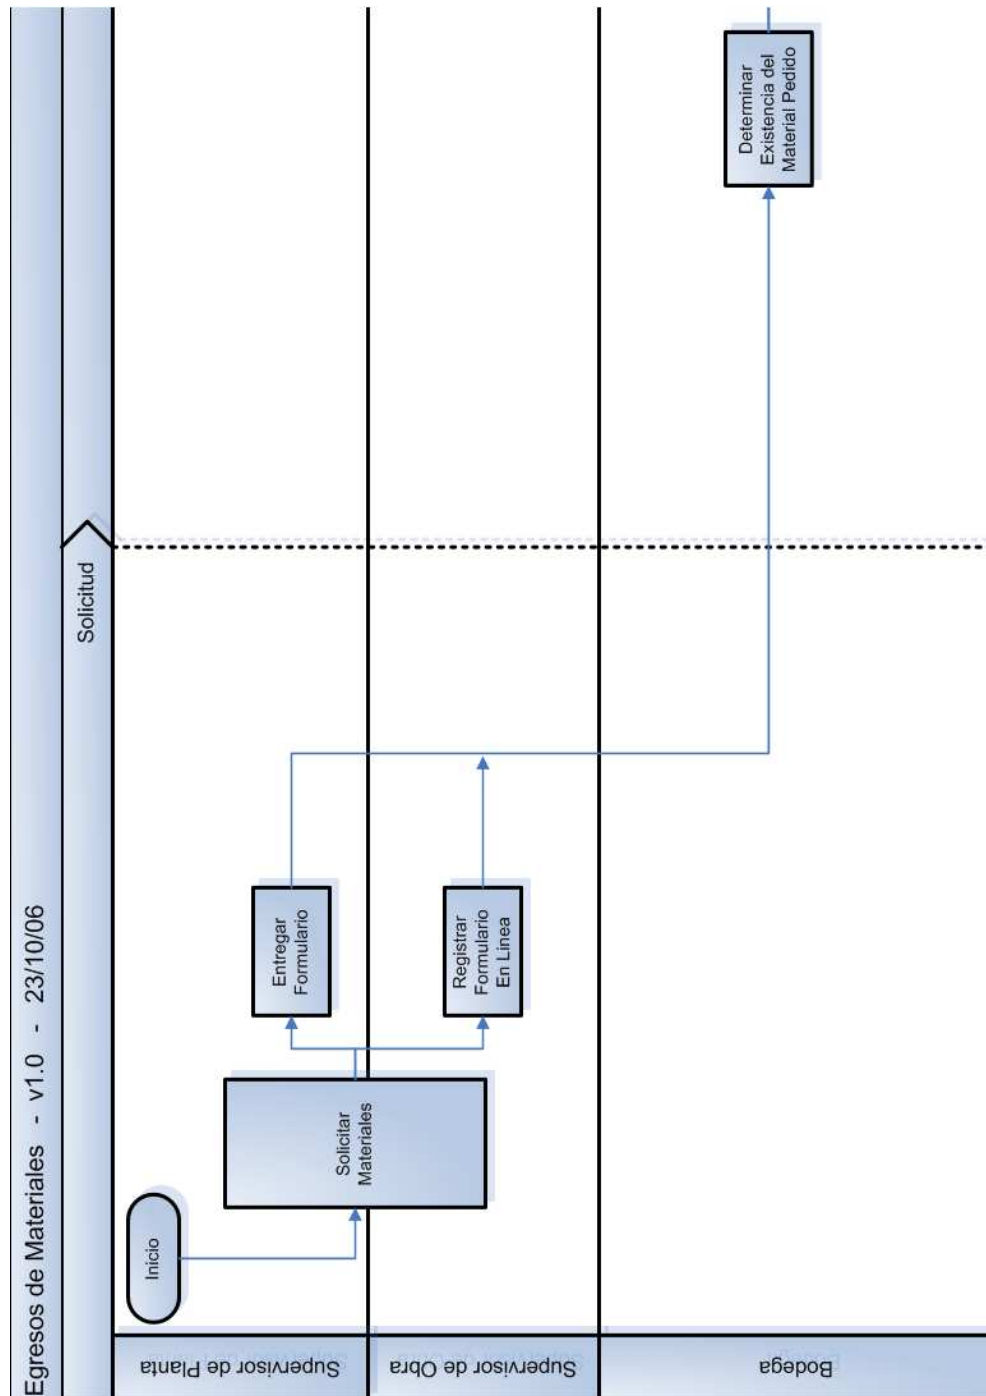 Egresos de Materiales - v1.0 - 23/10/06
Solicitud
Supervisor de Planta
Supervisor de Obra
Bodega
Inicio
Solicitar
Materiales
Entregar
Formulario
Registrar
Formulario
En Linea
Determinar
Existencia del
Material Pedido